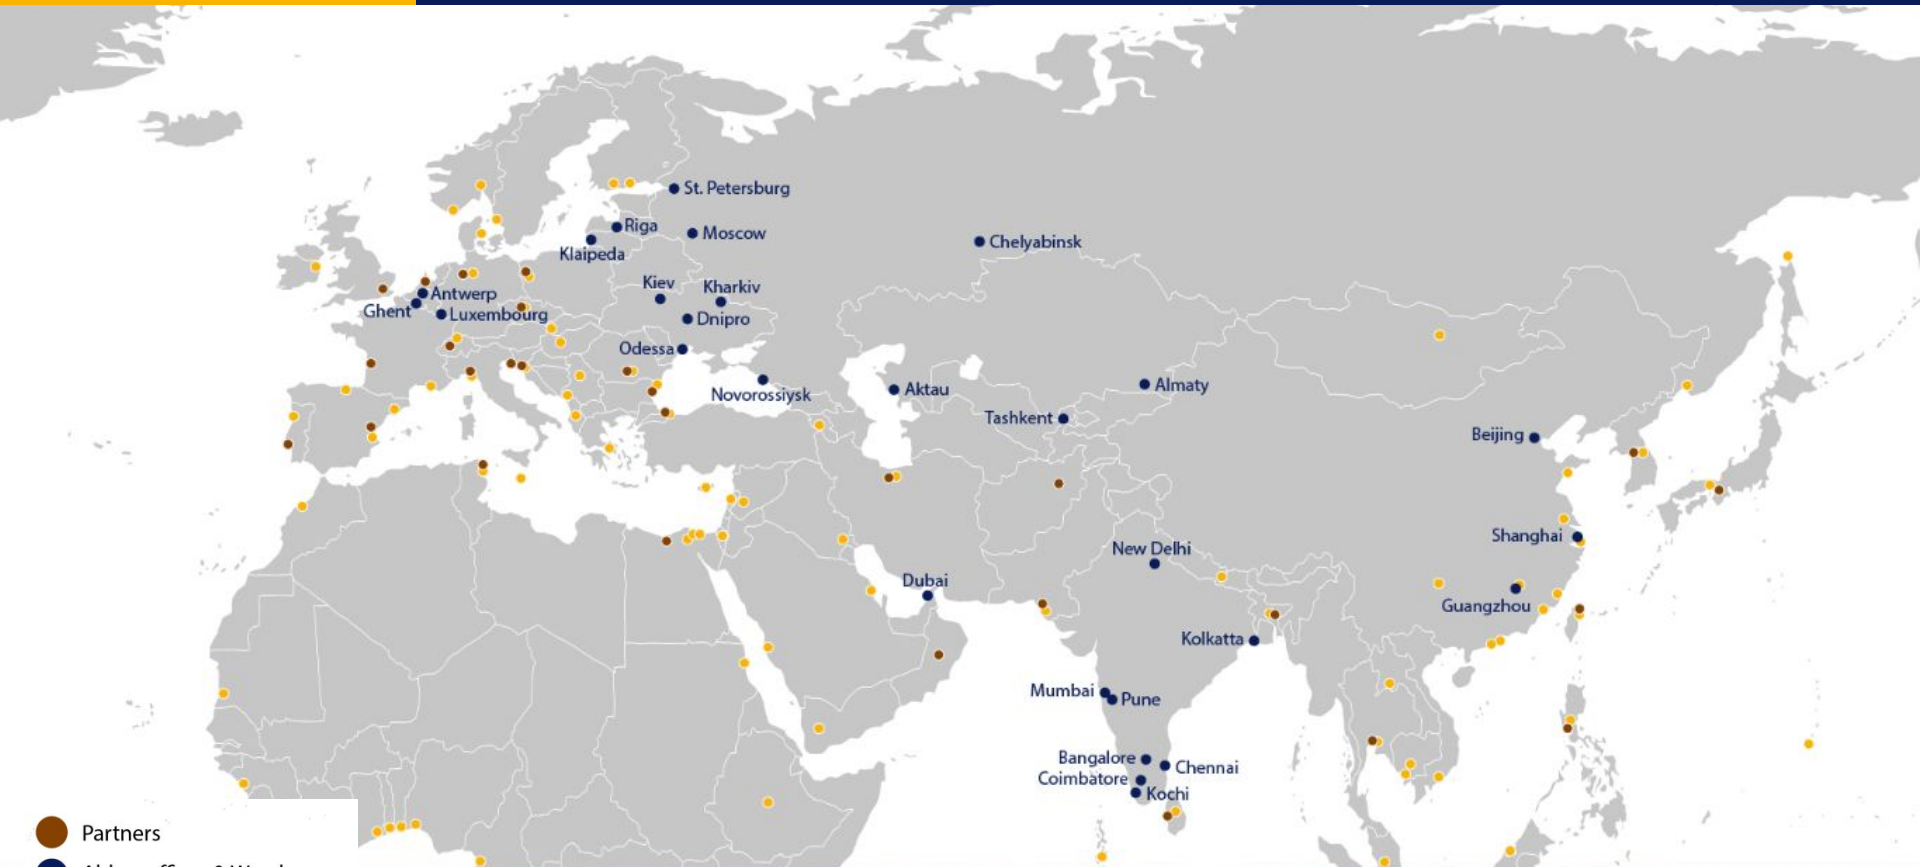 St. Petersburg
Riga
Moscow
Klaipeda
Chelyabinsk
Kiev
Kharkiv
Antwerp
Ghent
Luxembourg
Dnipro
Odessa
Novorossiysk
Aktau
Almaty
Tashkent
Beijing
Shanghai
New Delhi
Dubai
Guangzhou
Kolkatta
Mumbai
Pune
Bangalore
Chennai
Coimbatore
Kochi
Partners